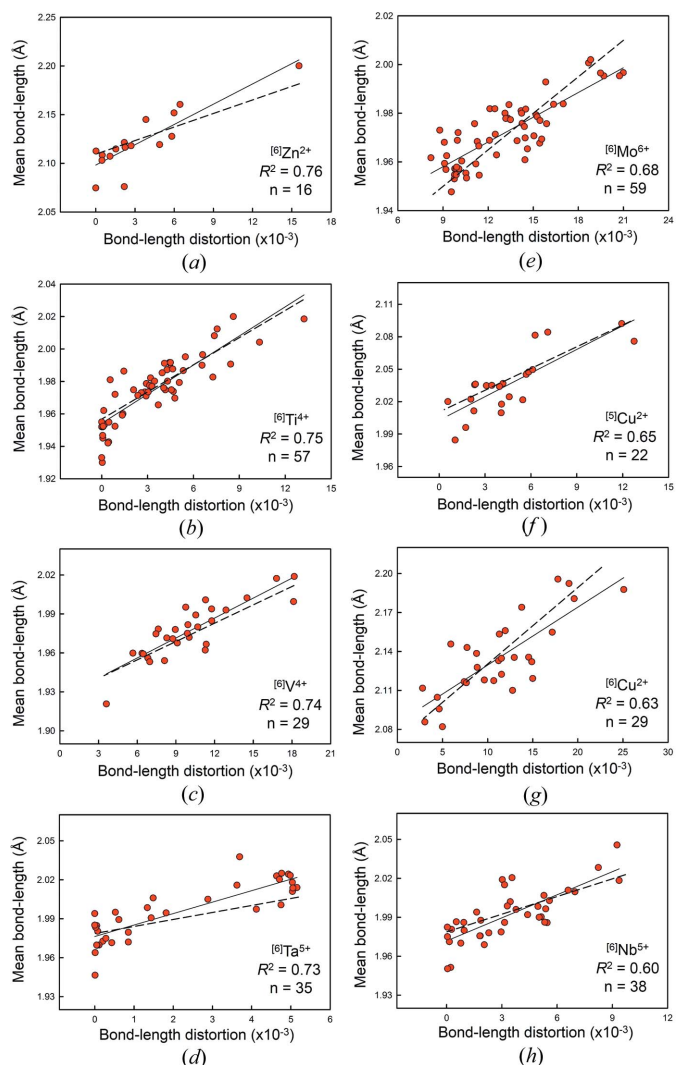 2.25
2.20
2.15
2.10
2.05
Mean bond-length (Å)
[6]Zn2+
R2 = 0.76
n = 16
0 3 6 9 12 15 18
Bond-length distortion (x10-3)
(a)
2.04
2.02
2.00
1.98
1.96
1.94
1.92
Mean bond-length (Å)
[6]Ti4+
R2 = 0.75
n = 57
0 3 6 9 12 15
Bond-length distortion (x10-3)
(b)
2.02
1.99
1.96
1.93
1.90
Mean bond-length (Å)
[6]V4+
R2 = 0.74
n = 29
3 6 9 12 15 18 21
Bond-length distortion (x10-3)
(c)
2.05
2.02
1.99
1.96
1.93
Mean bond-length (Å)
[6]Ta5+
R2 = 0.73
n = 35
0 1 2 3 4 5 6
Bond-length distortion (x10-3)
(d)
2.02
2.00
1.98
1.96
1.94
Mean bond-length (Å)
[6]Mo6+
R2 = 0.68
n = 59
6 9 12 15 18 21 24
Bond-length distortion (x10-3)
(e)
2.11
2.08
2.05
2.02
1.99
1.96
Mean bond-length (Å)
[5]Cu2+
R2 = 0.65
n = 22
0 3 6 9 12 15
Bond-length distortion (x10-3)
(f)
2.20
2.17
2.14
2.11
2.08
Mean bond-length (Å)
[6]Cu2+
R2 = 0.63
n = 29
0 5 10 15 20 25 30
Bond-length distortion (x10-3)
(g)
2.05
2.02
1.99
1.96
1.93
Mean bond-length (Å)
[6]Nb5+
R2 = 0.60
n = 38
0 3 6 9 12
Bond-length distortion (x10-3)
(h)